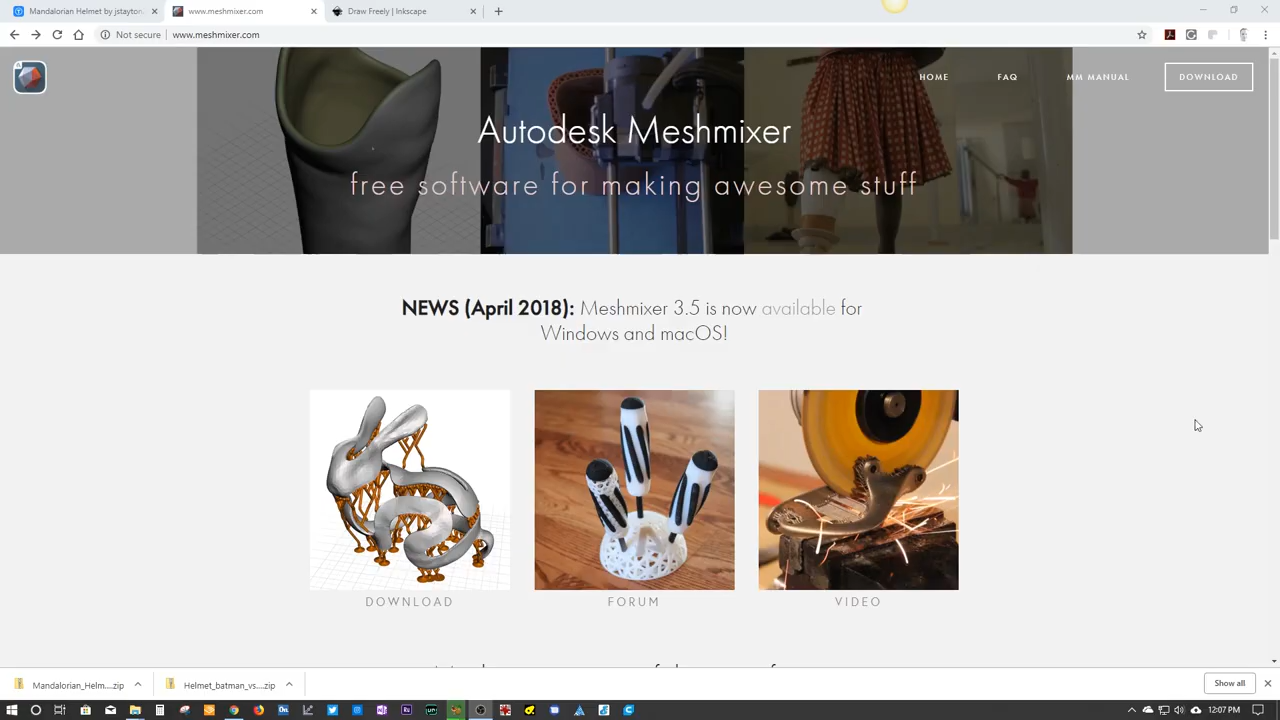 Mandalorian Helmet by jstayton
www.meshmixer.com
Draw Freely | Inkscape
Not secure
www.meshmixer.com
HOME
FAQ
MM MANUAL
DOWNLOAD
Autodesk Meshmixer
free software for making awesome stuff
NEWS (April 2018): Meshmixer 3.5 is now available for
Windows and macOS!
DOWNLOAD
FORUM
VIDEO
Mandalorian_Helm....zip
Helmet_batman_vs....zip
Show all
12:07 PM